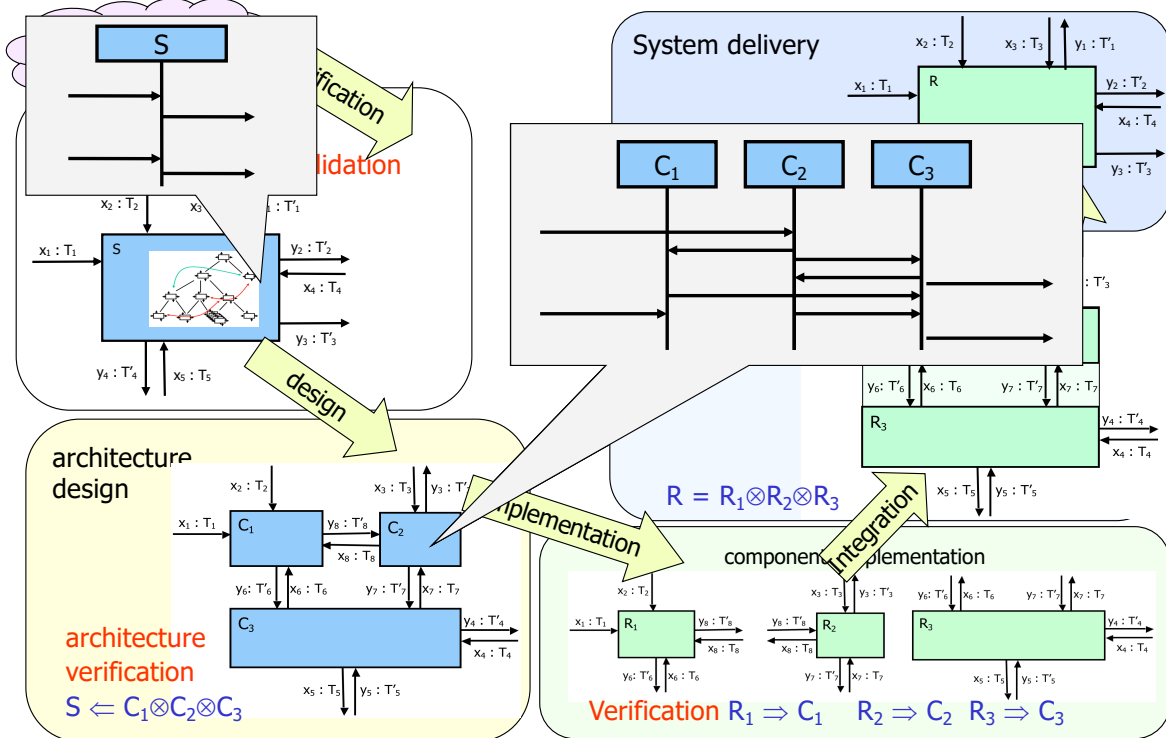 S
ification
lidation
x₂ : T₂
x₃
₁ : T'₁
x₁ : T₁
S
y₂ : T'₂
x₄ : T₄
y₃ : T'₃
y₄ : T'₄
x₅ : T₅
design
System delivery
x₂ : T₂
x₃ : T₃
y₁ : T'₁
R
x₁ : T₁
y₂ : T'₂
x₄ : T₄
y₃ : T'₃
C₁
C₂
C₃
: T'₃
y₆: T'₆
x₆ : T₆
y₇ : T'₇
x₇ : T₇
R₃
y₄ : T'₄
x₄ : T₄
x₅ : T₅
y₅ : T'₅
R = R₁⊗R₂⊗R₃
Integration
architecture
design
x₂ : T₂
x₃ : T₃
y₃ : T'
x₁ : T₁
C₁
y₈ : T'₈
x₈ : T₈
C₂
y₆ : T'₆
x₆ : T₆
y₇ : T'₇
x₇ : T₇
C₃
y₄ : T'₄
x₄ : T₄
x₅ : T₅
y₅ : T'₅
architecture
verification
S ⇐ C₁⊗C₂⊗C₃
mplementation
component implementation
x₂ : T₂
x₁ : T₁
R₁
y₈ : T'₈
x₈ : T₈
y₆ : T'₆
x₆ : T₆
x₃ : T₃
y₃ : T'₃
y₈ : T'₈
x₈ : T₈
R₂
y₇ : T'₇
x₇ : T₇
y₆ : T'₆
x₆ : T₆
y₇ : T'₇
x₇ : T₇
R₃
y₄ : T'₄
x₄ : T₄
x₅ : T₅
y₅ : T'₅
Verification R₁ ⇒ C₁ R₂ ⇒ C₂ R₃ ⇒ C₃